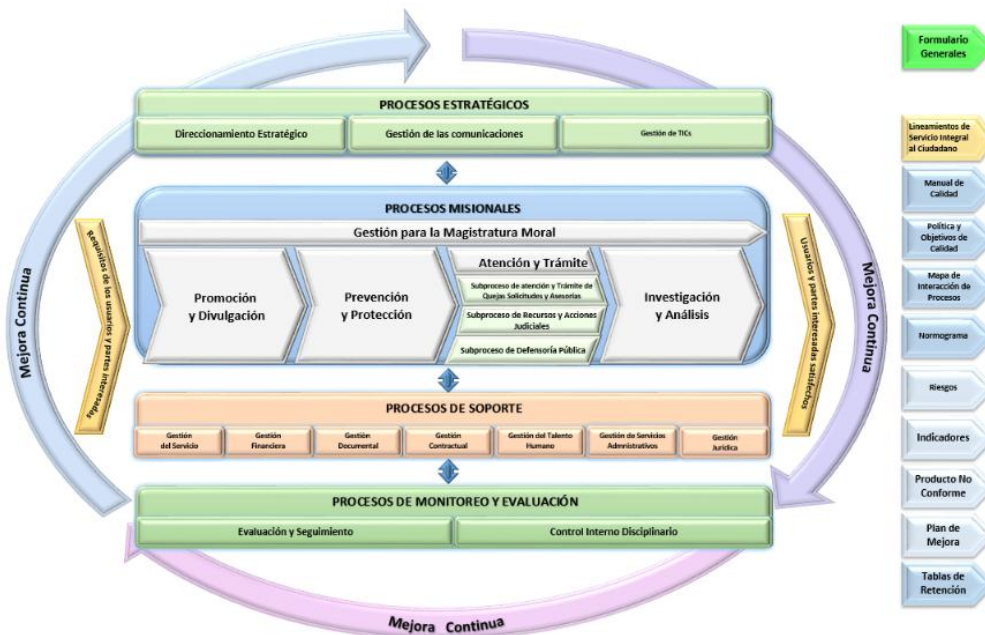 PROCESOS ESTRATÉGICOS
Direccionamiento Estratégico
Gestión de las comunicaciones
Gestión de TICs
PROCESOS MISIONALES
Gestión para la Magistratura Moral
Promoción
y Divulgación
Prevención
y Protección
Atención y Trámite
Subproceso de atención y Trámite de
Quejas Solicitudes y Asesorías
Subproceso de Recursos y Acciones
Judiciales
Subproceso de Defensoría Pública
Investigación
y Análisis
PROCESOS DE SOPORTE
Gestión
del Servicio
Gestión
Financiera
Gestión
Documental
Gestión
Contractual
Gestión del Talento
Humano
Gestión de Servicios
Admnistrativos
Gestión
Jurídica
PROCESOS DE MONITOREO Y EVALUACIÓN
Evaluación y Seguimiento
Control Interno Disciplinario
Mejora Continua
Requisitos de los usuarios y partes interesadas
Usuarios y partes interesadas satisfechos
Mejora Continua
Mejora Continua
Formulario
Generales
Lineamientos de
Servicio Integral
al Ciudadano
Manual de
Calidad
Política y
Objetivos de
Calidad
Mapa de
Interacción de
Procesos
Normograma
Riesgos
Indicadores
Producto No
Conforme
Plan de
Mejora
Tablas de
Retención